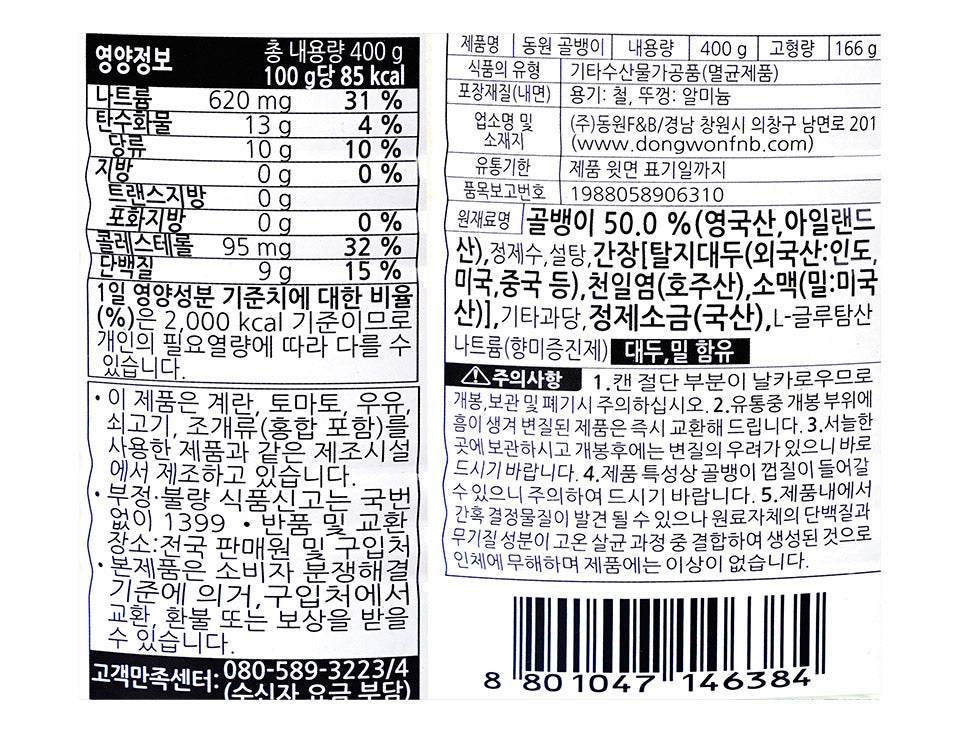 영양정보
총 내용량 400 g
100 g당 85 kcal
나트륨 620 mg 31 %
탄수화물 13 g 4 %
당류 10 g 10 %
지방 0 g 0 %
트랜스지방 0 g
포화지방 0 g 0 %
콜레스테롤 95 mg 32 %
단백질 9 g 15 %
1일 영양성분 기준치에 대한 비율
(%)은 2,000 kcal 기준이므로
개인의 필요열량에 따라 다를 수
있습니다.
• 이 제품은 계란, 토마토, 우유,
쇠고기, 조개류(홍합 포함)를
사용한 제품과 같은 제조시설
에서 제조하고 있습니다.
• 부정·불량 식품신고는 국번
없이 1399 • 반품 및 교환
장소:전국 판매원 및 구입처
• 본제품은 소비자 분쟁해결
기준에 의거, 구입처에서
교환, 환불 또는 보상을 받을
수 있습니다.
고객만족센터: 080-589-3223/4
(수신자 요금 부담)
제품명 동원 골뱅이 내용량 400 g 고형량 166 g
식품의 유형 기타수산물가공품(멸균제품)
포장재질(내면) 용기: 철, 뚜껑: 알미늄
업소명 및 소재지 (주)동원F&B/경남 창원시 의창구 남면로 201
(www.dongwonfnb.com)
유통기한 제품 윗면 표기일까지
품목보고번호 1988058906310
원재료명 골뱅이 50.0 %(영국산,아일랜드
산),정제수,설탕,간장[탈지대두(외국산:인도,
미국,중국 등),천일염(호주산),소맥(밀:미국
산)],기타과당,정제소금(국산),L-글루탐산
나트륨(향미증진제) 대두,밀 함유
⚠주의사항 1.캔 절단 부분이 날카로우므로
개봉,보관 및 폐기시 주의하십시오. 2.유통중 개봉 부위에
흠이 생겨 변질된 제품은 즉시 교환해 드립니다. 3.서늘한
곳에 보관하시고 개봉후에는 변질의 우려가 있으니 바로
드시기 바랍니다. 4.제품 특성상 골뱅이 껍질이 들어갈
수 있으니 주의하여 드시기 바랍니다. 5.제품내에서
간혹 결정물질이 발견 될 수 있으나 원료자체의 단백질과
무기질 성분이 고온 살균 과정 중 결합하여 생성된 것으로
인체에 무해하며 제품에는 이상이 없습니다.
8 801047 146384